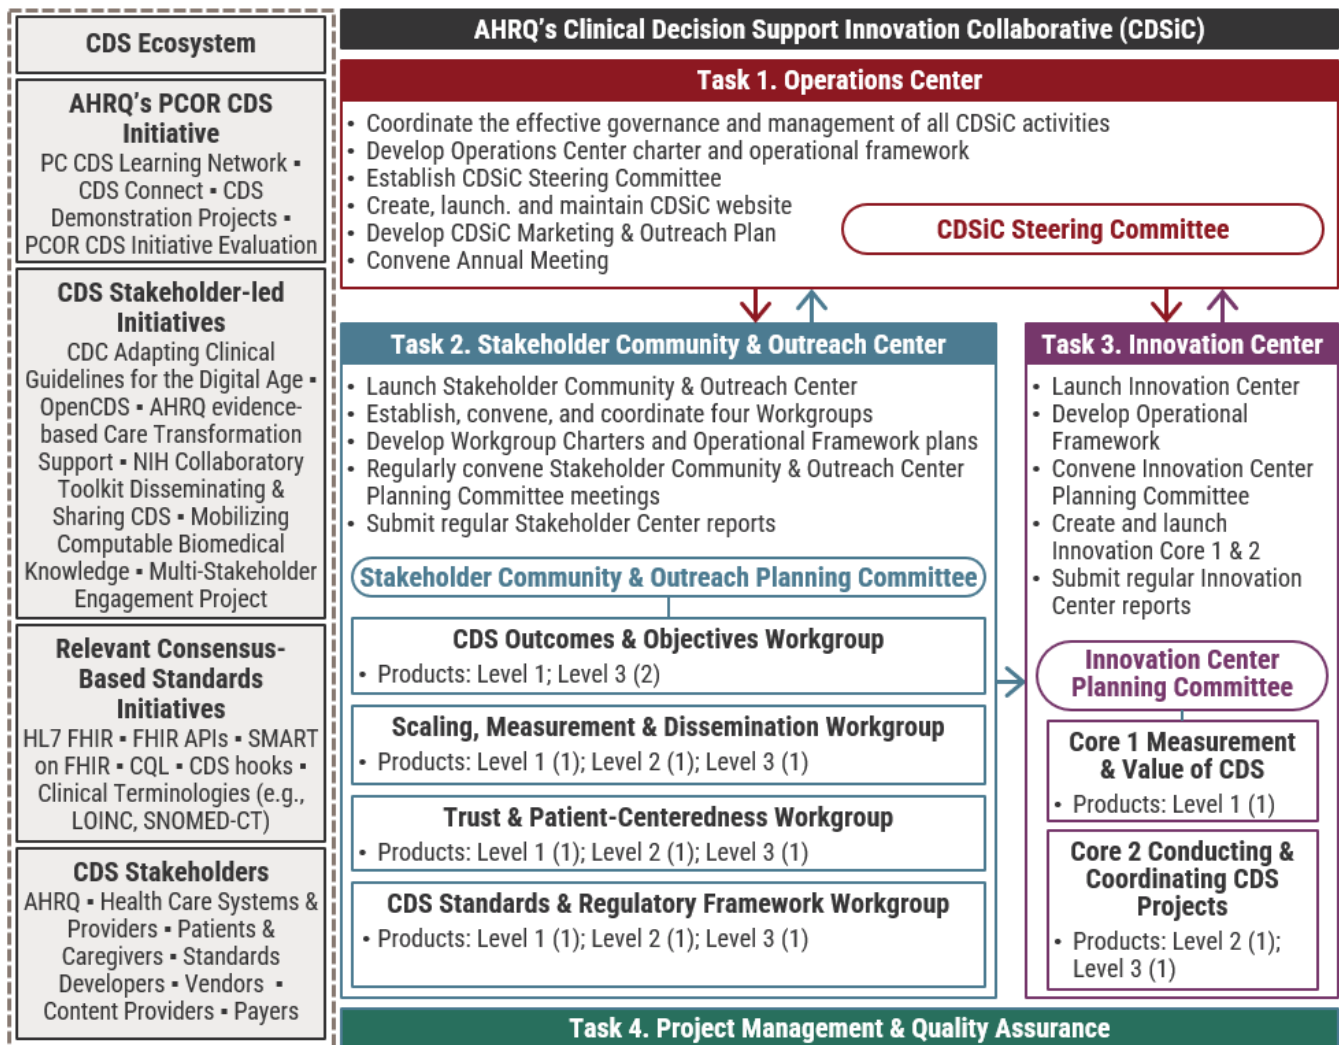 CDS Ecosystem
AHRQ's PCOR CDS
Initiative
PC CDS Learning Network ▪
CDS Connect ▪ CDS
Demonstration Projects ▪
PCOR CDS Initiative Evaluation
CDS Stakeholder-led
Initiatives
CDC Adapting Clinical
Guidelines for the Digital Age ▪
OpenCDS ▪ AHRQ evidence-
based Care Transformation
Support ▪ NIH Collaboratory
Toolkit Disseminating &
Sharing CDS ▪ Mobilizing
Computable Biomedical
Knowledge ▪ Multi-Stakeholder
Engagement Project
Relevant Consensus-
Based Standards
Initiatives
HL7 FHIR ▪ FHIR APIs ▪ SMART
on FHIR ▪ CQL ▪ CDS hooks ▪
Clinical Terminologies (e.g.,
LOINC, SNOMED-CT)
CDS Stakeholders
AHRQ ▪ Health Care Systems &
Providers ▪ Patients &
Caregivers ▪ Standards
Developers ▪ Vendors ▪
Content Providers ▪ Payers
AHRQ's Clinical Decision Support Innovation Collaborative (CDSiC)
Task 1. Operations Center
• Coordinate the effective governance and management of all CDSiC activities
• Develop Operations Center charter and operational framework
• Establish CDSiC Steering Committee
• Create, launch. and maintain CDSiC website
• Develop CDSiC Marketing & Outreach Plan
• Convene Annual Meeting
CDSiC Steering Committee
Task 2. Stakeholder Community & Outreach Center
• Launch Stakeholder Community & Outreach Center
• Establish, convene, and coordinate four Workgroups
• Develop Workgroup Charters and Operational Framework plans
• Regularly convene Stakeholder Community & Outreach Center
Planning Committee meetings
• Submit regular Stakeholder Center reports
Stakeholder Community & Outreach Planning Committee
CDS Outcomes & Objectives Workgroup
• Products: Level 1; Level 3 (2)
Scaling, Measurement & Dissemination Workgroup
• Products: Level 1 (1); Level 2 (1); Level 3 (1)
Trust & Patient-Centeredness Workgroup
• Products: Level 1 (1); Level 2 (1); Level 3 (1)
CDS Standards & Regulatory Framework Workgroup
• Products: Level 1 (1); Level 2 (1); Level 3 (1)
Task 3. Innovation Center
• Launch Innovation Center
• Develop Operational
Framework
• Convene Innovation Center
Planning Committee
• Create and launch
Innovation Core 1 & 2
• Submit regular Innovation
Center reports
Innovation Center
Planning Committee
Core 1 Measurement
& Value of CDS
• Products: Level 1 (1)
Core 2 Conducting &
Coordinating CDS
Projects
• Products: Level 2 (1);
Level 3 (1)
Task 4. Project Management & Quality Assurance